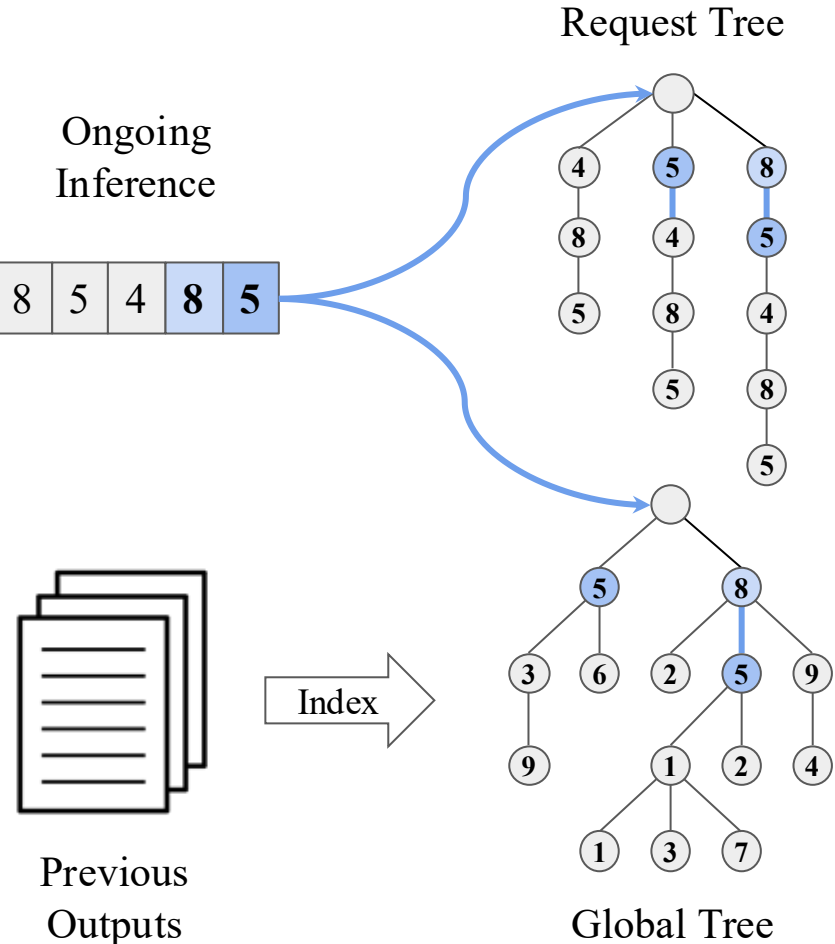 Request Tree
Ongoing
Inference
8 5 4 8 5
4 5 8
8 4 5
5 8 4
5 8
5
5 8
3 6 2 5 9
9 1 2 4
1 3 7
Index
Previous
Outputs
Global Tree